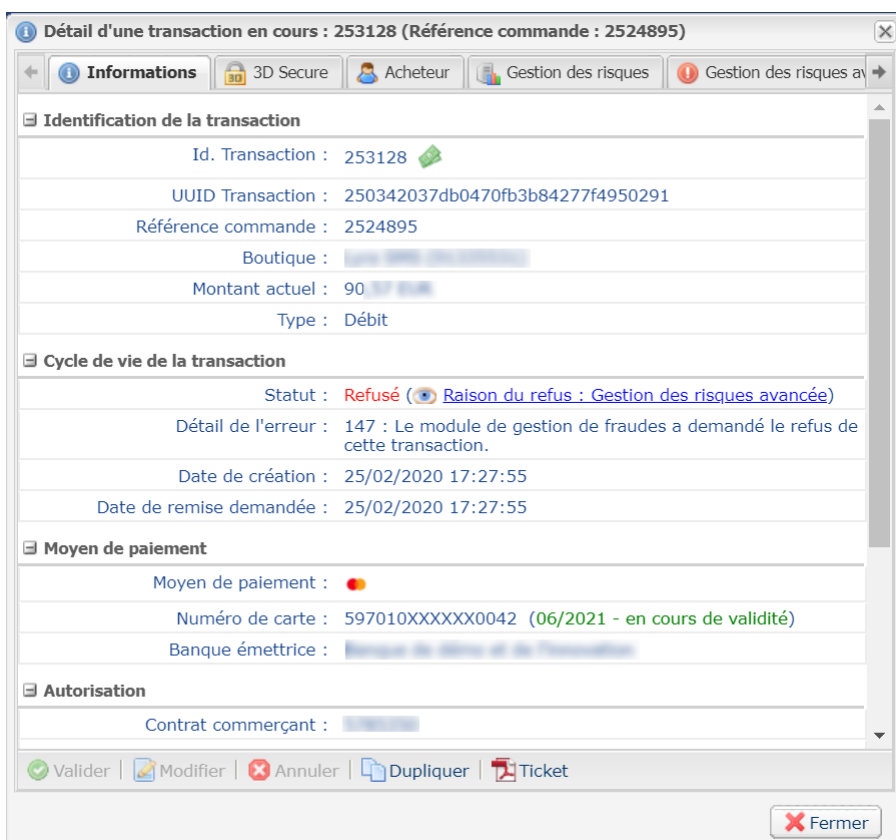 Détail d'une transaction en cours : 253128 (Référence commande : 2524895)
Informations 3D Secure Acheteur Gestion des risques Gestion des risques
Identification de la transaction
Id. Transaction : 253128
UUID Transaction : 250342037db0470fb3b84277f4950291
Référence commande : 2524895
Boutique :
Montant actuel : 90
Type : Débit
Cycle de vie de la transaction
Statut : Refusé (Raison du refus : Gestion des risques avancée)
Détail de l'erreur : 147 : Le module de gestion de fraudes a demandé le refus de
cette transaction.
Date de création : 25/02/2020 17:27:55
Date de remise demandée : 25/02/2020 17:27:55
Moyen de paiement
Moyen de paiement :
Numéro de carte : 597010XXXXXX0042 (06/2021 - en cours de validité)
Banque émettrice :
Autorisation
Contrat commerçant :
Valider Modifier Annuler Dupliquer Ticket
Fermer